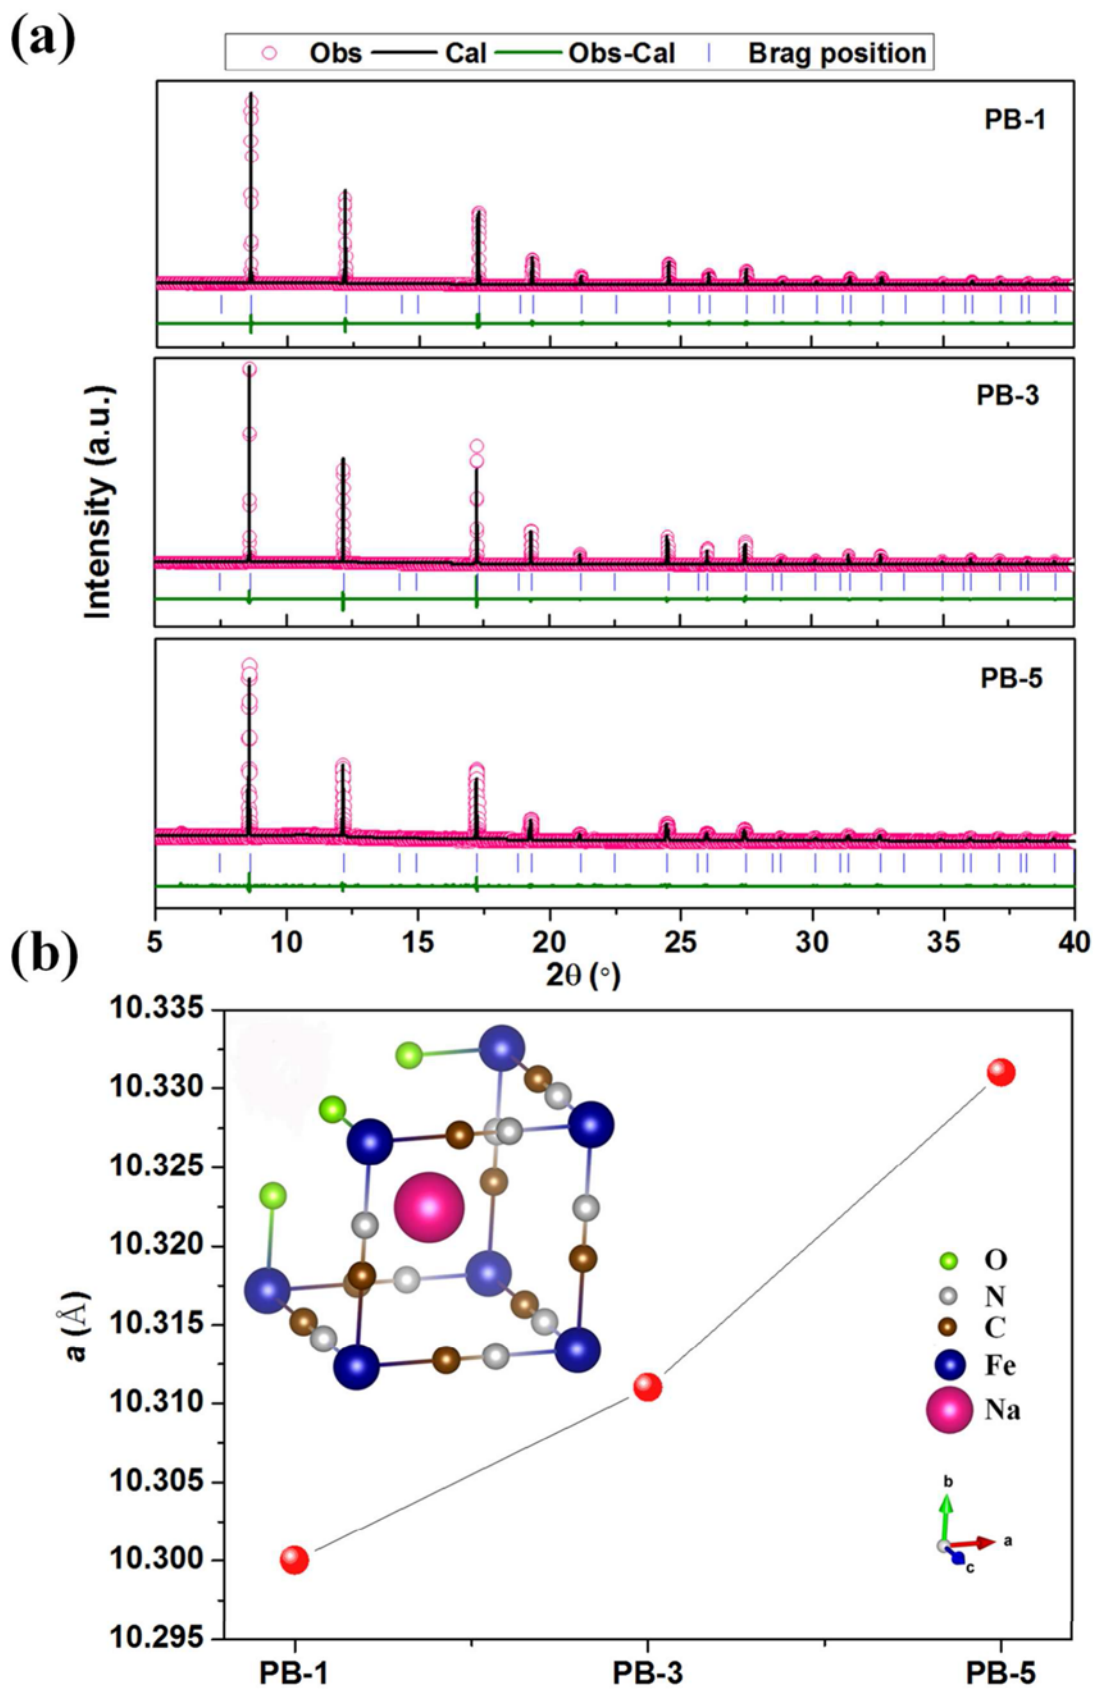 (a)
Obs Cal Obs-Cal Brag position
PB-1
PB-3
PB-5
Intensity (a.u.)
5 10 15 20 25 30 35 40
2θ (°)
(b)
10.335
10.330
10.325
10.320
10.315
10.310
10.305
10.300
10.295
a (Å)
O
N
C
Fe
Na
b
a
c
PB-1 PB-3 PB-5